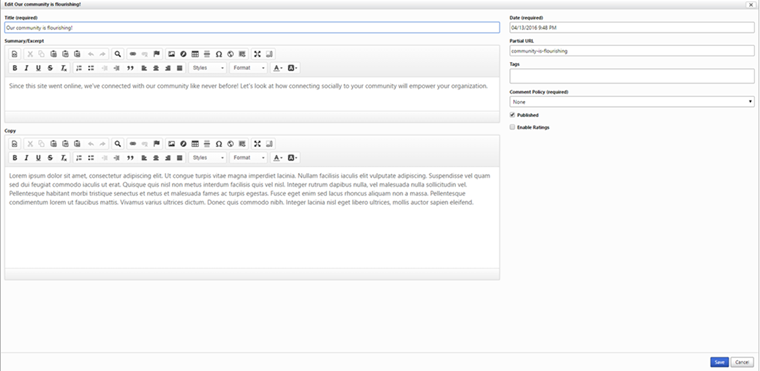 Edit Our community is flourishing!
Title (required)
Our community is flourishing!
Summary/Excerpt
Styles
Format
Since this site went online, we've connected with our community like never before! Let's look at how connecting socially to your community will empower your organization.
Copy
Styles
Format
Lorem ipsum dolor sit amet, consectetur adipiscing elit. Ut congue turpis vitae magna imperdiet lacinia. Nullam facilisis iaculis elit vulputate adipiscing. Suspendisse vel quam
sed dui feugiat commodo iaculis ut erat. Quisque quis nisl non metus interdum facilisis quis vel nisl. Integer rutrum dapibus nulla, vel malesuada nulla sollicitudin vel.
Pellentesque habitant morbi tristique senectus et netus et malesuada fames ac turpis egestas. Fusce eget enim sed lacus rhoncus aliquam non a massa. Pellentesque
condimentum lorem ut faucibus mattis. Vivamus varius ultrices dictum. Donec quis commodo nibh. Integer lacinia nisl eget libero ultrices, mollis auctor sapien eleifend.
Date (required)
04/13/2016 9:48 PM
Partial URL
community-is-flourishing
Tags
Comment Policy (required)
None
Published
Enable Ratings
Save
Cancel